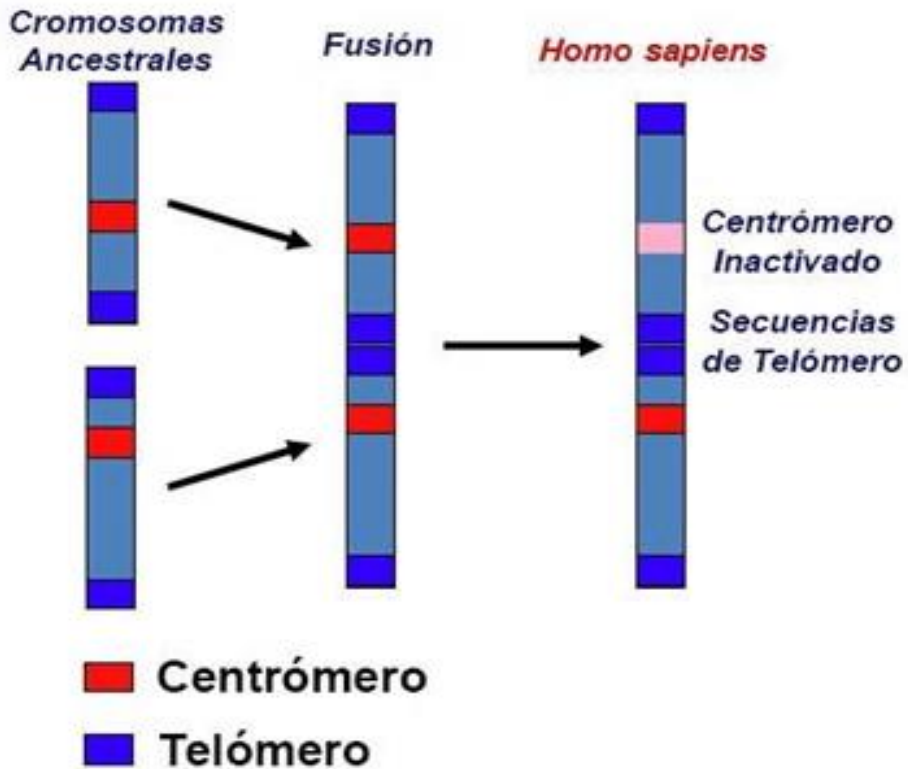 Cromosomas
Ancestrales
Fusión
Homo sapiens
Centrómero
Inactivado
Secuencias
de Telómero
Centrómero
Telómero